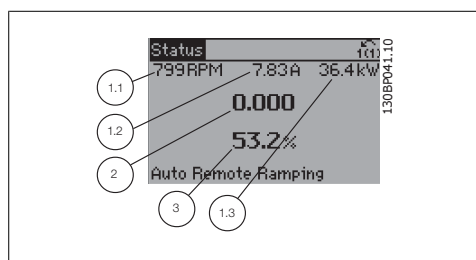 Status
1(1)
799RPM 7.83A 36.4kW
0.000
53.2%
Auto Remote Ramping
1.1
1.2
2
3
1.3
130BP041.10